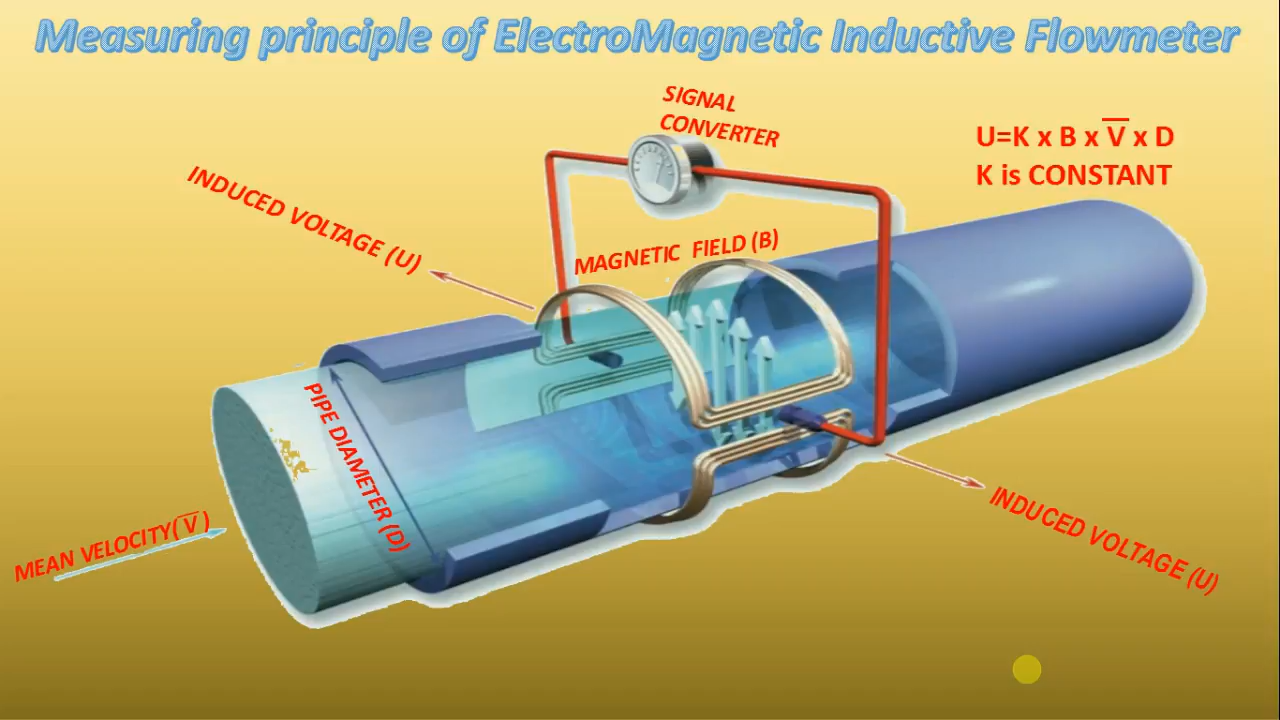 Measuring principle of ElectroMagnetic Inductive Flowmeter
SIGNAL
CONVERTER
U=K x B x V̅ x D
K is CONSTANT
INDUCED VOLTAGE (U)
MAGNETIC FIELD (B)
PIPE DIAMETER (D)
MEAN VELOCITY(V̅)
INDUCED VOLTAGE (U)